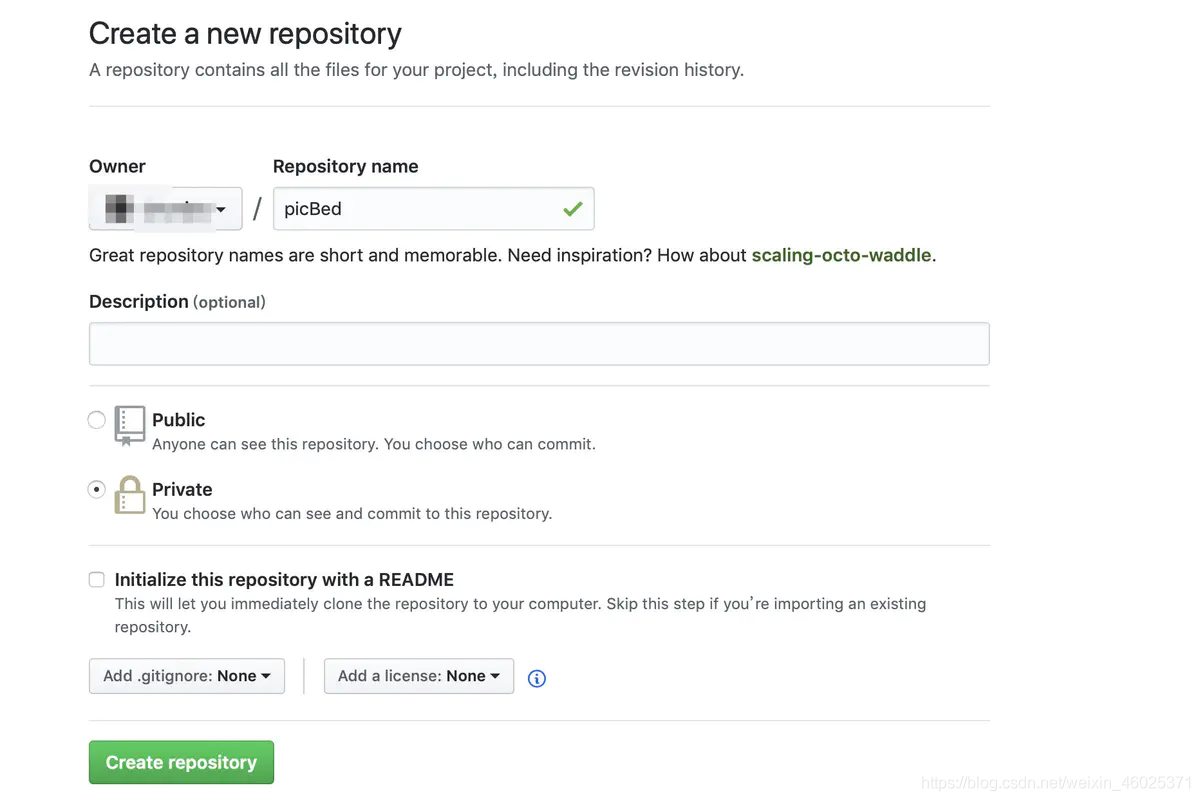 Create a new repository
A repository contains all the files for your project, including the revision history.
Owner
Repository name
/
picBed
Great repository names are short and memorable. Need inspiration? How about scaling-octo-waddle.
Description (optional)
Public
Anyone can see this repository. You choose who can commit.
Private
You choose who can see and commit to this repository.
Initialize this repository with a README
This will let you immediately clone the repository to your computer. Skip this step if you’re importing an existing
repository.
Add .gitignore: None
Add a license: None
Create repository
https://blog.csdn.net/weixin_46025371